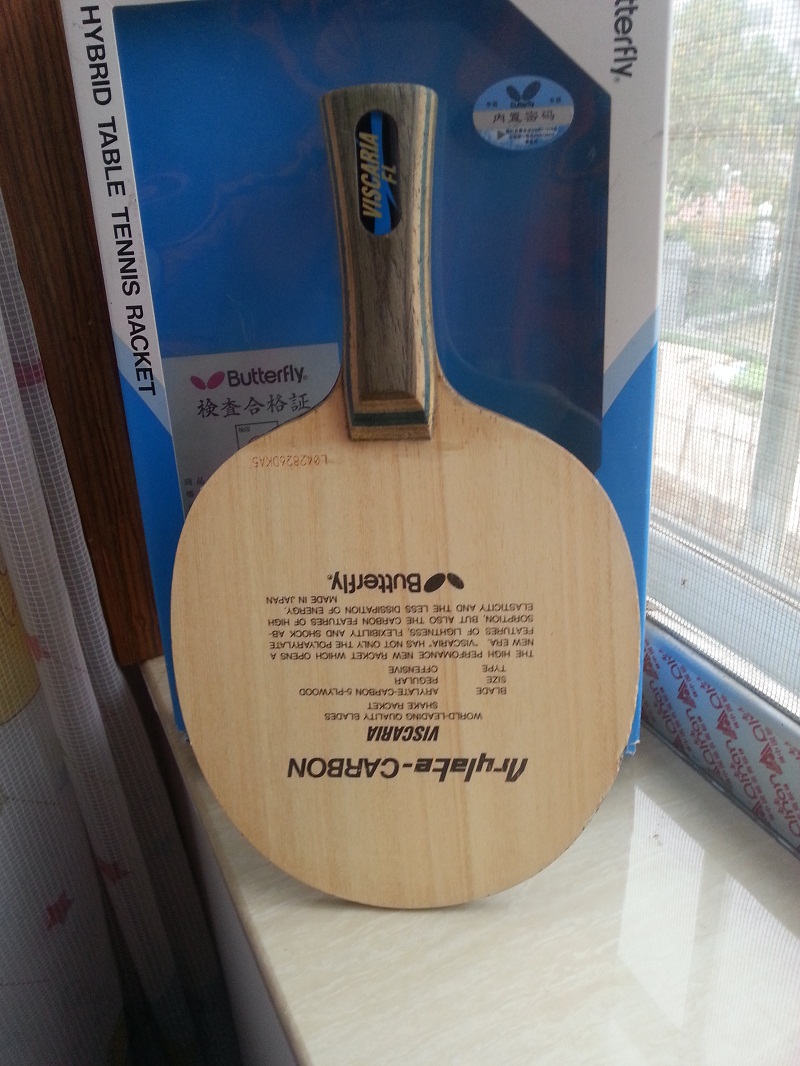 HYBRID TABLE TENNIS RACKET
tterfly®
Butterfly
内置密码
VISCARIA
FL
Butterfly®
検査合格証
L042826DKA5
Arylate-CARBON
VISCARIA
WORLD-LEADING QUALITY BLADES
SHAKE RACKET
BLADE ARYLATE-CARBON 5-PLYWOOD
SIZE REGULAR
TYPE OFFENSIVE
THE HIGH PERFOMANCE NEW RACKET WHICH OPENS A
NEW ERA. "VISCARIA" HAS NOT ONLY THE POLYARYLATE
FEATURES OF LIGHTNESS, FLEXIBILITY AND SHOCK AB-
SORPTION, BUT ALSO THE CARBON FEATURES OF HIGH
ELASTICITY AND THE LESS DISSIPATION OF ENERGY.
MADE IN JAPAN
Butterfly®